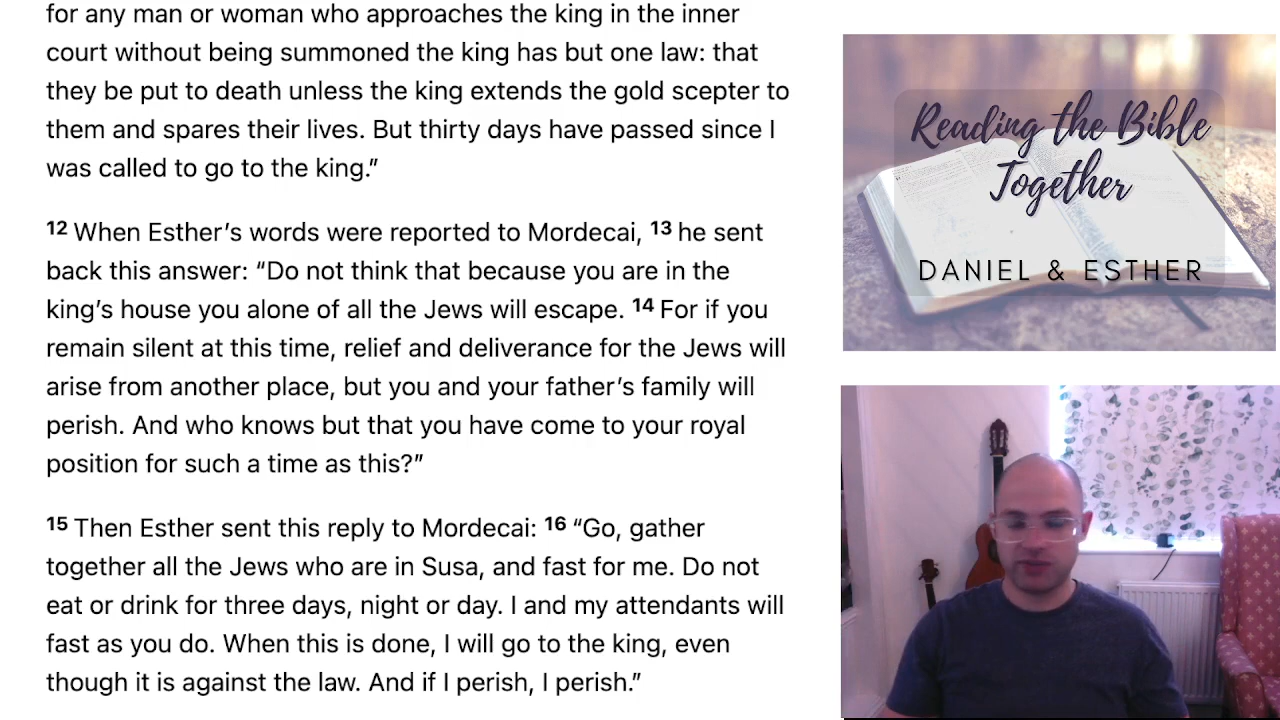 for any man or woman who approaches the king in the inner
court without being summoned the king has but one law: that
they be put to death unless the king extends the gold scepter to
them and spares their lives. But thirty days have passed since I
was called to go to the king.”
12 When Esther’s words were reported to Mordecai, 13 he sent
back this answer: “Do not think that because you are in the
king’s house you alone of all the Jews will escape. 14 For if you
remain silent at this time, relief and deliverance for the Jews will
arise from another place, but you and your father’s family will
perish. And who knows but that you have come to your royal
position for such a time as this?”
15 Then Esther sent this reply to Mordecai: 16 “Go, gather
together all the Jews who are in Susa, and fast for me. Do not
eat or drink for three days, night or day. I and my attendants will
fast as you do. When this is done, I will go to the king, even
though it is against the law. And if I perish, I perish.”
Reading the Bible
Together
DANIEL & ESTHER